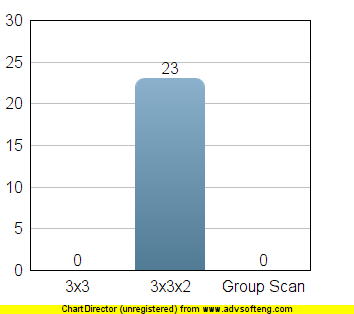 30
25
20
15
10
5
0
0
23
0
3x3
3x3x2
Group Scan
ChartDirector (unregistered) from www.advsofteng.com